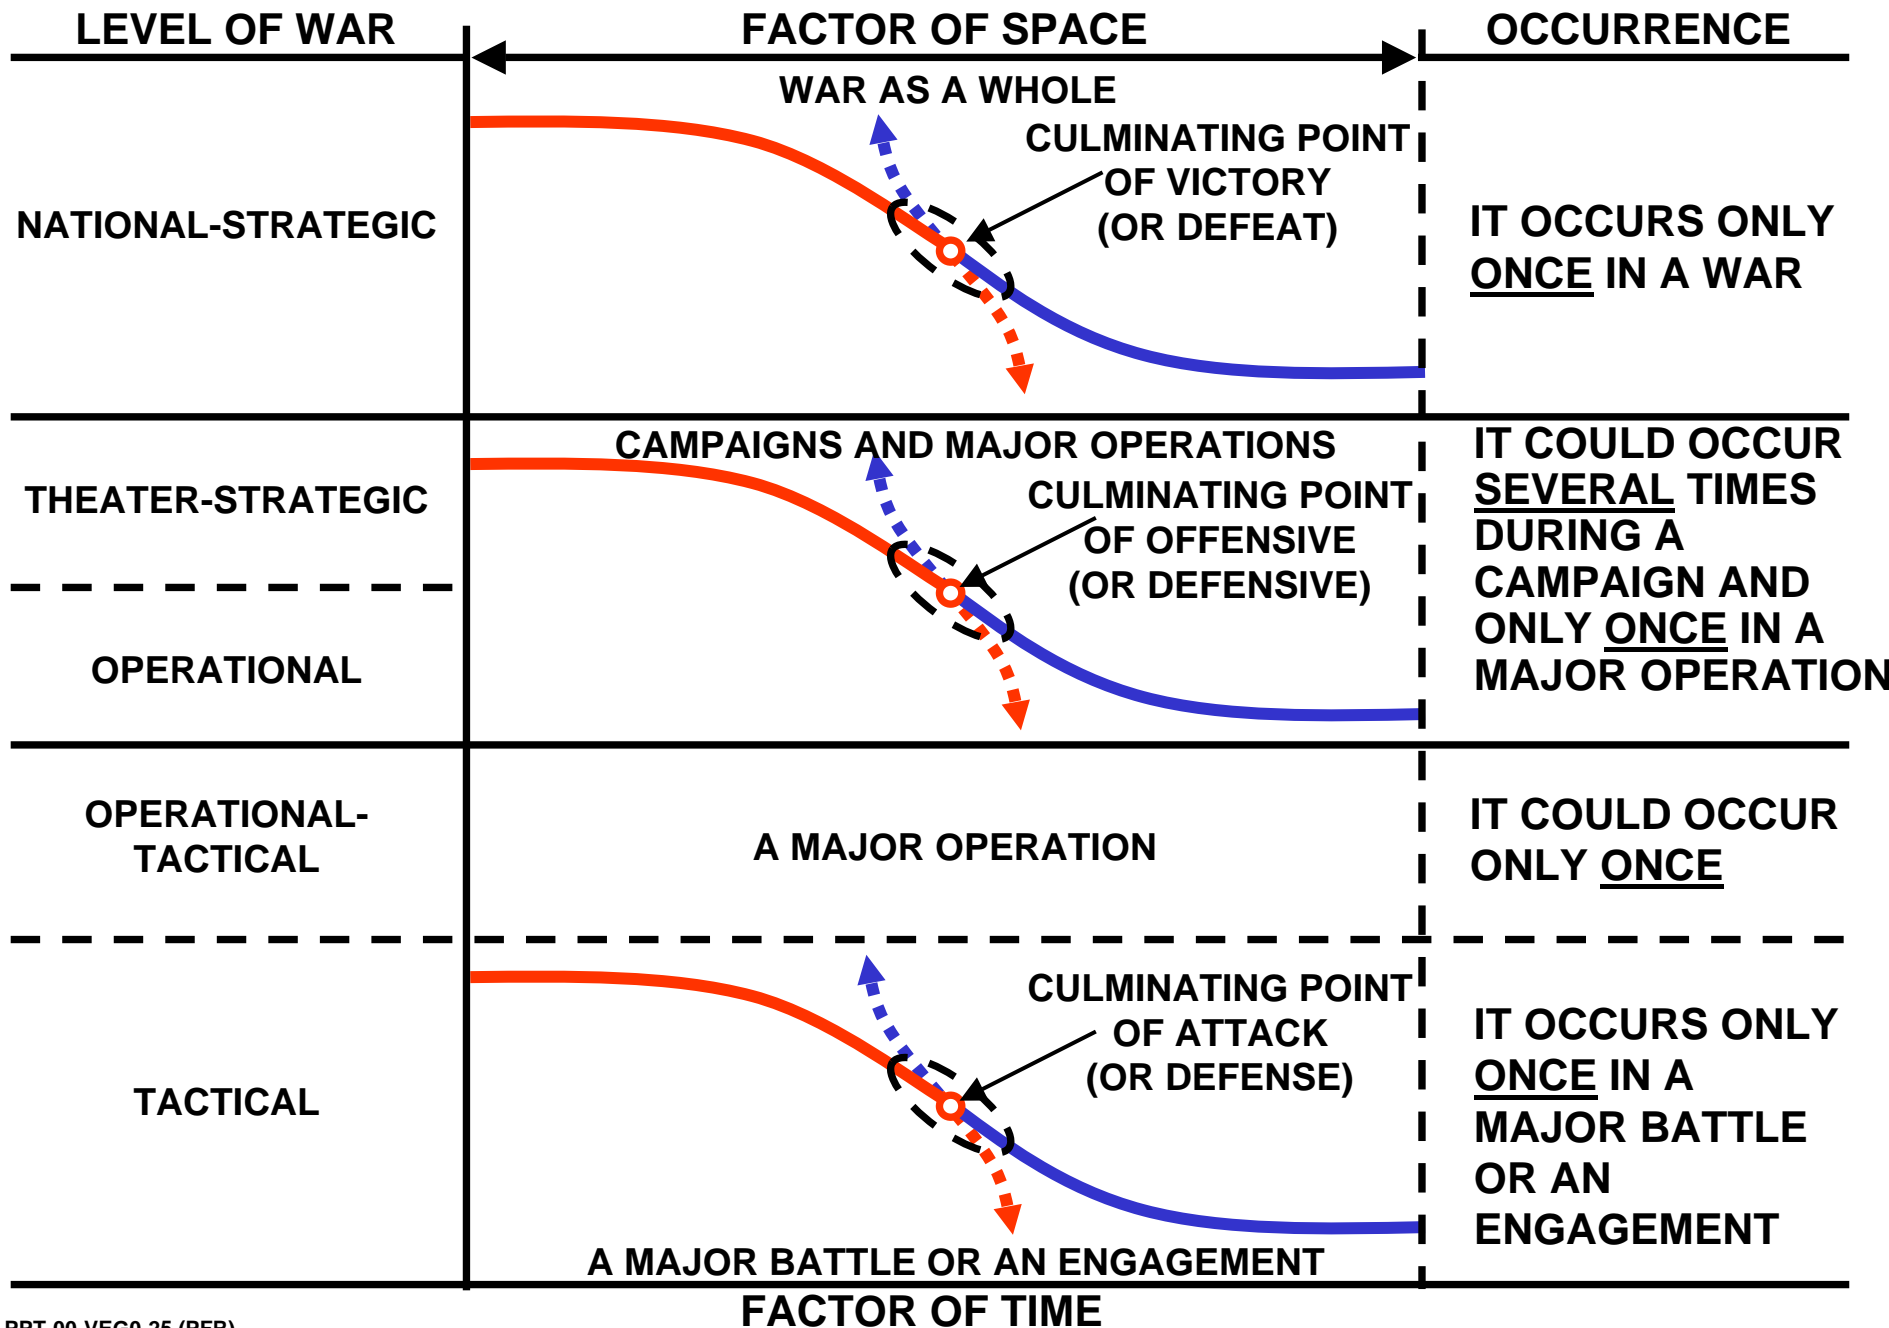 LEVEL OF WAR
FACTOR OF SPACE
OCCURRENCE
WAR AS A WHOLE
NATIONAL-STRATEGIC
CULMINATING POINT
OF VICTORY
(OR DEFEAT)
IT OCCURS ONLY
ONCE IN A WAR
THEATER-STRATEGIC
OPERATIONAL
CAMPAIGNS AND MAJOR OPERATIONS
CULMINATING POINT
OF OFFENSIVE
(OR DEFENSIVE)
IT COULD OCCUR
SEVERAL TIMES
DURING A
CAMPAIGN AND
ONLY ONCE IN A
MAJOR OPERATION
OPERATIONAL-
TACTICAL
A MAJOR OPERATION
IT COULD OCCUR
ONLY ONCE
TACTICAL
CULMINATING POINT
OF ATTACK
(OR DEFENSE)
A MAJOR BATTLE OR AN ENGAGEMENT
IT OCCURS ONLY
ONCE IN A
MAJOR BATTLE
OR AN
ENGAGEMENT
FACTOR OF TIME